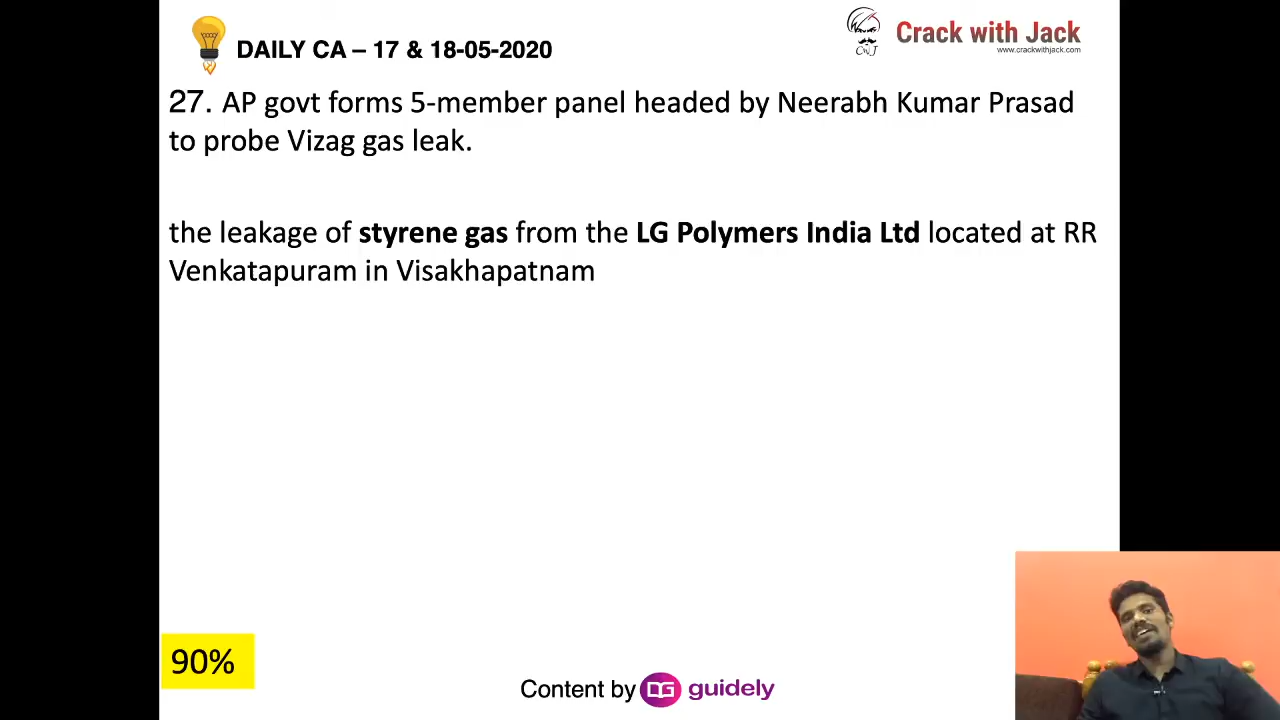 DAILY CA – 17 & 18-05-2020
Crack with Jack
www.crackwithjack.com
CwJ
27. AP govt forms 5-member panel headed by Neerabh Kumar Prasad
to probe Vizag gas leak.
the leakage of styrene gas from the LG Polymers India Ltd located at RR
Venkatapuram in Visakhapatnam
90%
Content by DG guidely